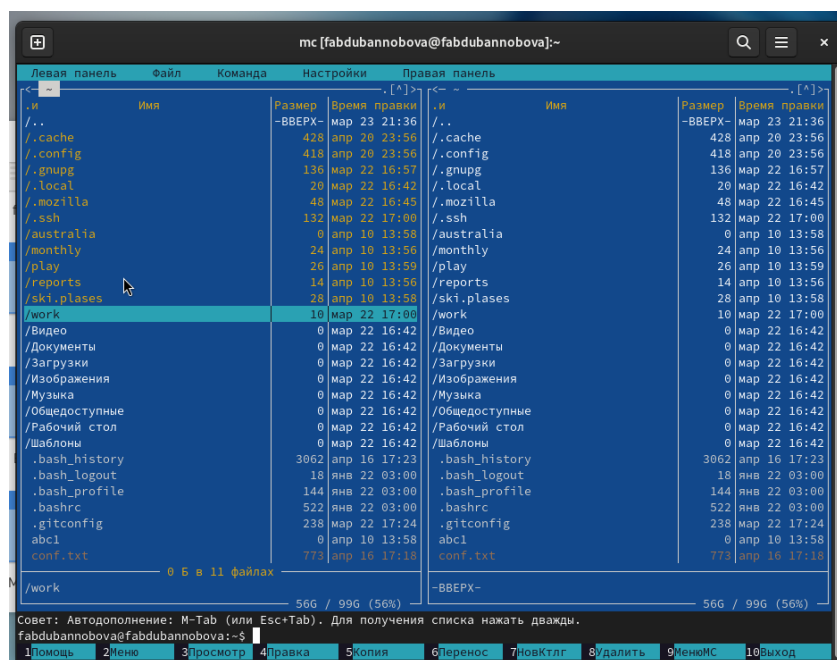 mc [fabdubannobova@fabdubannobova]:~
Левая панель Файл Команда Настройки Правая панель
<- ~ .[^]> <- ~ .[^]>
.и Имя Размер Время правки .и Имя Размер Время правки
/.. -ВВЕРХ- мар 23 21:36 /.. -ВВЕРХ- мар 23 21:36
/.cache 428 апр 20 23:56 /.cache 428 апр 20 23:56
/.config 418 апр 20 23:56 /.config 418 апр 20 23:56
/.gnupg 136 мар 22 16:57 /.gnupg 136 мар 22 16:57
/.local 20 мар 22 16:42 /.local 20 мар 22 16:42
/.mozilla 48 мар 22 16:45 /.mozilla 48 мар 22 16:45
/.ssh 132 мар 22 17:00 /.ssh 132 мар 22 17:00
/australia 0 апр 10 13:58 /australia 0 апр 10 13:58
/monthly 24 апр 10 13:56 /monthly 24 апр 10 13:56
/play 26 апр 10 13:59 /play 26 апр 10 13:59
/reports 14 апр 10 13:56 /reports 14 апр 10 13:56
/ski.plases 28 апр 10 13:58 /ski.plases 28 апр 10 13:58
/work 10 мар 22 17:00 /work 10 мар 22 17:00
/Видео 0 мар 22 16:42 /Видео 0 мар 22 16:42
/Документы 0 мар 22 16:42 /Документы 0 мар 22 16:42
/Загрузки 0 мар 22 16:42 /Загрузки 0 мар 22 16:42
/Изображения 0 мар 22 16:42 /Изображения 0 мар 22 16:42
/Музыка 0 мар 22 16:42 /Музыка 0 мар 22 16:42
/Общедоступные 0 мар 22 16:42 /Общедоступные 0 мар 22 16:42
/Рабочий стол 0 мар 22 16:42 /Рабочий стол 0 мар 22 16:42
/Шаблоны 0 мар 22 16:42 /Шаблоны 0 мар 22 16:42
.bash_history 3062 апр 16 17:23 .bash_history 3062 апр 16 17:23
.bash_logout 18 янв 22 03:00 .bash_logout 18 янв 22 03:00
.bash_profile 144 янв 22 03:00 .bash_profile 144 янв 22 03:00
.bashrc 522 янв 22 03:00 .bashrc 522 янв 22 03:00
.gitconfig 238 мар 22 17:24 .gitconfig 238 мар 22 17:24
abc1 0 апр 10 13:58 abc1 0 апр 10 13:58
conf.txt 773 апр 16 17:18 conf.txt 773 апр 16 17:18
0 Б в 11 файлах
/work -ВВЕРХ-
56G / 99G (56%) 56G / 99G (56%)
Совет: Автодополнение: M-Tab (или Esc+Tab). Для получения списка нажать дважды.
fabdubannobova@fabdubannobova:~$
1Помощь 2Меню 3Просмотр 4Правка 5Копия 6Перенос 7НовКтлг 8Удалить 9МенюMC 10Выход